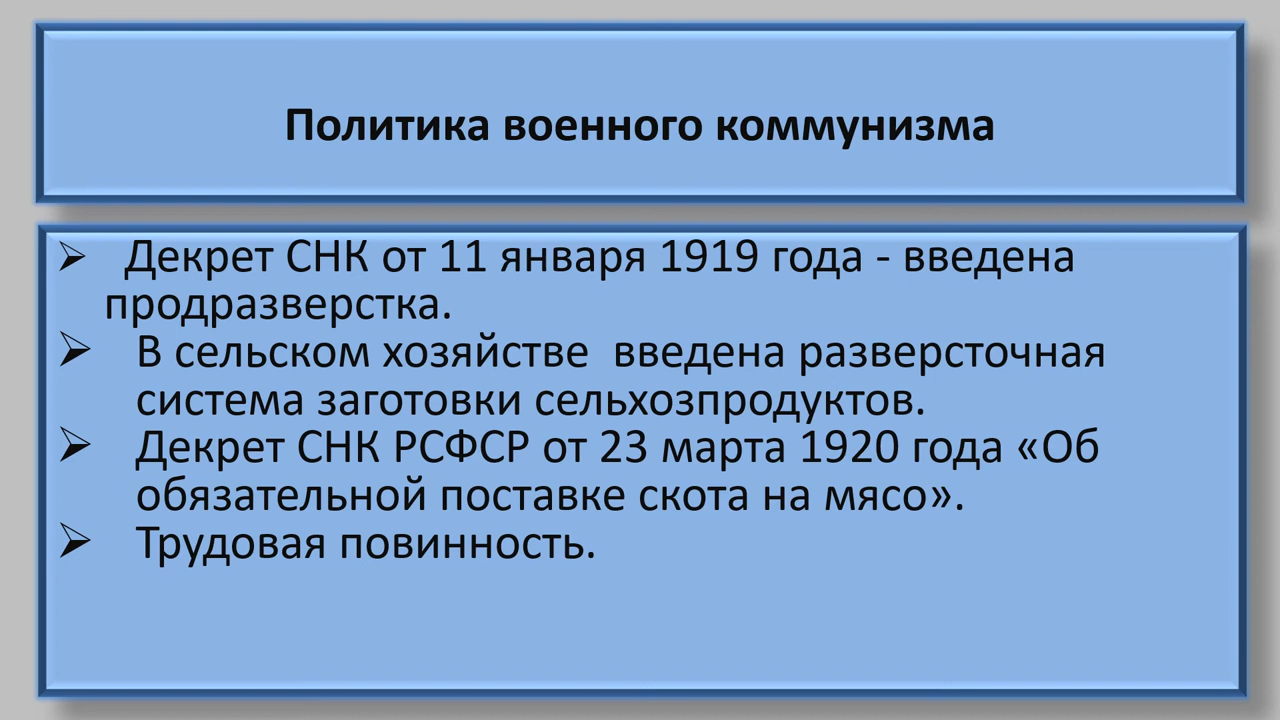 Политика военного коммунизма
➢ Декрет СНК от 11 января 1919 года - введена
продразверстка.
➢ В сельском хозяйстве введена разверсточная
система заготовки сельхозпродуктов.
➢ Декрет СНК РСФСР от 23 марта 1920 года «Об
обязательной поставке скота на мясо».
➢ Трудовая повинность.